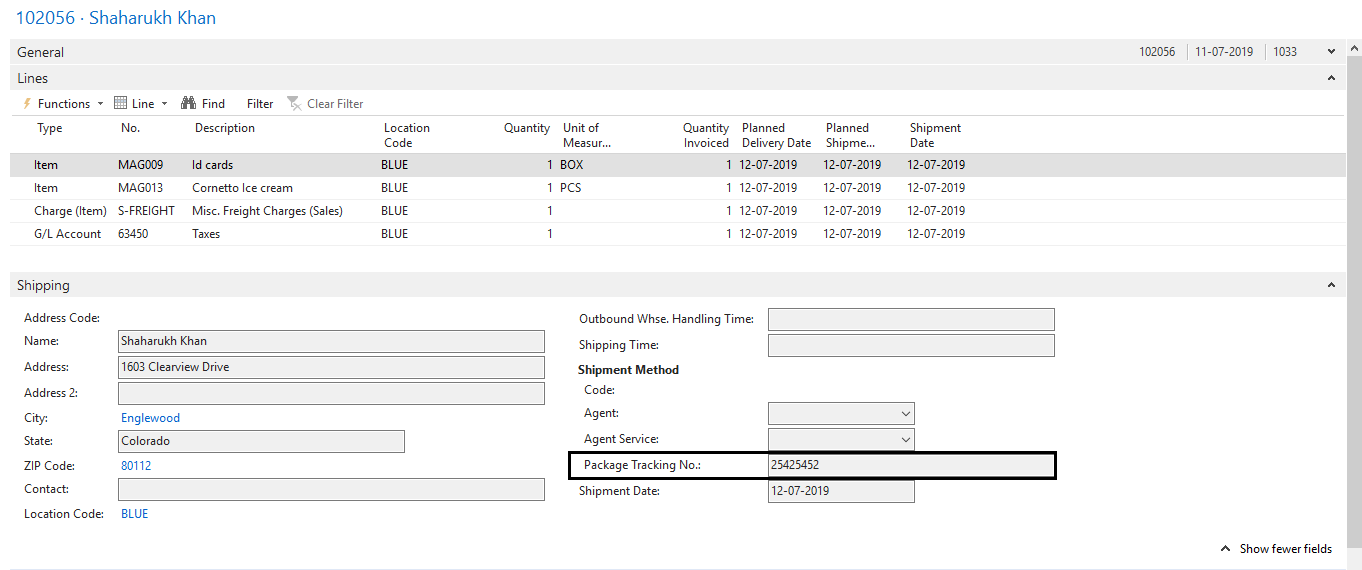 102056 · Shaharukh Khan
General 102056 11-07-2019 1033
Lines
Functions Line Find Filter Clear Filter
Type No. Description Location Code Quantity Unit of Measur... Quantity Invoiced Planned Delivery Date Planned Shipme... Shipment Date
Item MAG009 Id cards BLUE 1 BOX 1 12-07-2019 12-07-2019 12-07-2019
Item MAG013 Cornetto Ice cream BLUE 1 PCS 1 12-07-2019 12-07-2019 12-07-2019
Charge (Item) S-FREIGHT Misc. Freight Charges (Sales) BLUE 1 1 12-07-2019 12-07-2019 12-07-2019
G/L Account 63450 Taxes BLUE 1 1 12-07-2019 12-07-2019 12-07-2019
Shipping
Address Code:
Name: Shaharukh Khan
Address: 1603 Clearview Drive
Address 2:
City: Englewood
State: Colorado
ZIP Code: 80112
Contact:
Location Code: BLUE
Outbound Whse. Handling Time:
Shipping Time:
Shipment Method
Code:
Agent:
Agent Service:
Package Tracking No.: 25425452
Shipment Date: 12-07-2019
Show fewer fields